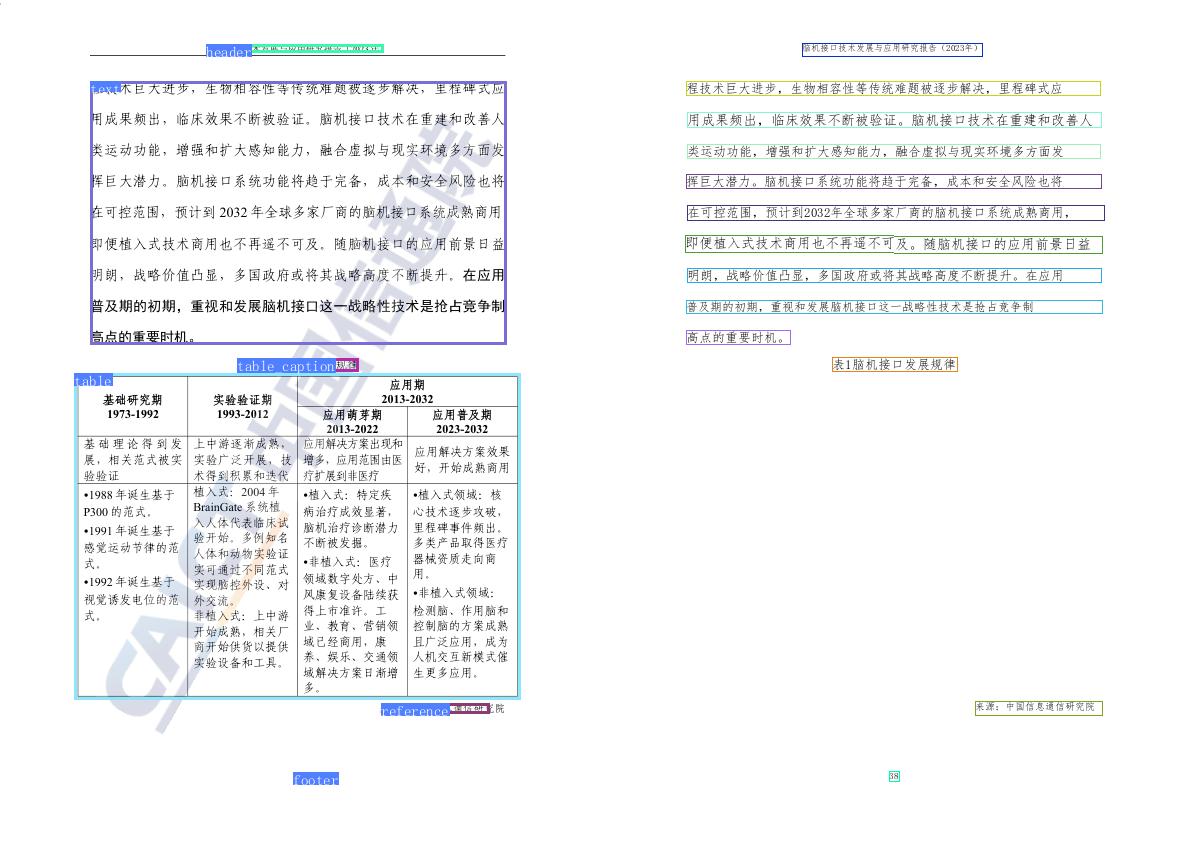 header
text术巨大进步，生物相容性等传统难题被逐步解决，里程碑式应
用成果频出，临床效果不断被验证。脑机接口技术在重建和改善人
类运动功能，增强和扩大感知能力，融合虚拟与现实环境多方面发
挥巨大潜力。脑机接口系统功能将趋于完备，成本和安全风险也将
在可控范围，预计到 2032 年全球多家厂商的脑机接口系统成熟商用
即便植入式技术商用也不再遥不可及。随脑机接口的应用前景日益
明朗，战略价值凸显，多国政府或将其战略高度不断提升。在应用
普及期的初期，重视和发展脑机接口这一战略性技术是抢占竞争制
高点的重要时机。
table caption
table
基础研究期
1973-1992
实验验证期
1993-2012
应用期
2013-2032
应用萌芽期
2013-2022
应用普及期
2023-2032
基础理论得到发
展，相关范式被实
验验证
上中游逐渐成熟，
实验广泛开展，技
术得到积累和迭代
应用解决方案出现和
增多，应用范围由医
疗扩展到非医疗
应用解决方案效果
好，开始成熟商用
•1988 年诞生基于
P300 的范式。
•1991 年诞生基于
感觉运动节律的范
式。
•1992 年诞生基于
视觉诱发电位的范
式。
植入式：2004 年
BrainGate 系统植
入人体代表临床试
验开始。多例知名
人体和动物实验证
实可通过不同范式
实现脑控外设、对
外交流。
非植入式：上中游
开始成熟，相关厂
商开始供货以提供
实验设备和工具。
•植入式：特定疾
病治疗成效显著，
脑机治疗诊断潜力
不断被发掘。
•非植入式：医疗
领域数字处方、中
风康复设备陆续获
得上市准许。工
业、教育、营销领
域已经商用，康
养、娱乐、交通领
域解决方案日渐增
多。
•植入式领域：核
心技术逐步攻破，
里程碑事件频出。
多类产品取得医疗
器械资质走向商
用。
•非植入式领域：
检测脑、作用脑和
控制脑的方案成熟
且广泛应用，成为
人机交互新模式催
生更多应用。
reference 究院
footer
CAICT 中国信通院
脑机接口技术发展与应用研究报告（2023年）
程技术巨大进步，生物相容性等传统难题被逐步解决，里程碑式应
用成果频出，临床效果不断被验证。脑机接口技术在重建和改善人
类运动功能，增强和扩大感知能力，融合虚拟与现实环境多方面发
挥巨大潜力。脑机接口系统功能将趋于完备，成本和安全风险也将
在可控范围，预计到2032年全球多家厂商的脑机接口系统成熟商用，
即便植入式技术商用也不再遥不可及。随脑机接口的应用前景日益
明朗，战略价值凸显，多国政府或将其战略高度不断提升。在应用
普及期的初期，重视和发展脑机接口这一战略性技术是抢占竞争制
高点的重要时机。
表1脑机接口发展规律
来源：中国信息通信研究院
38